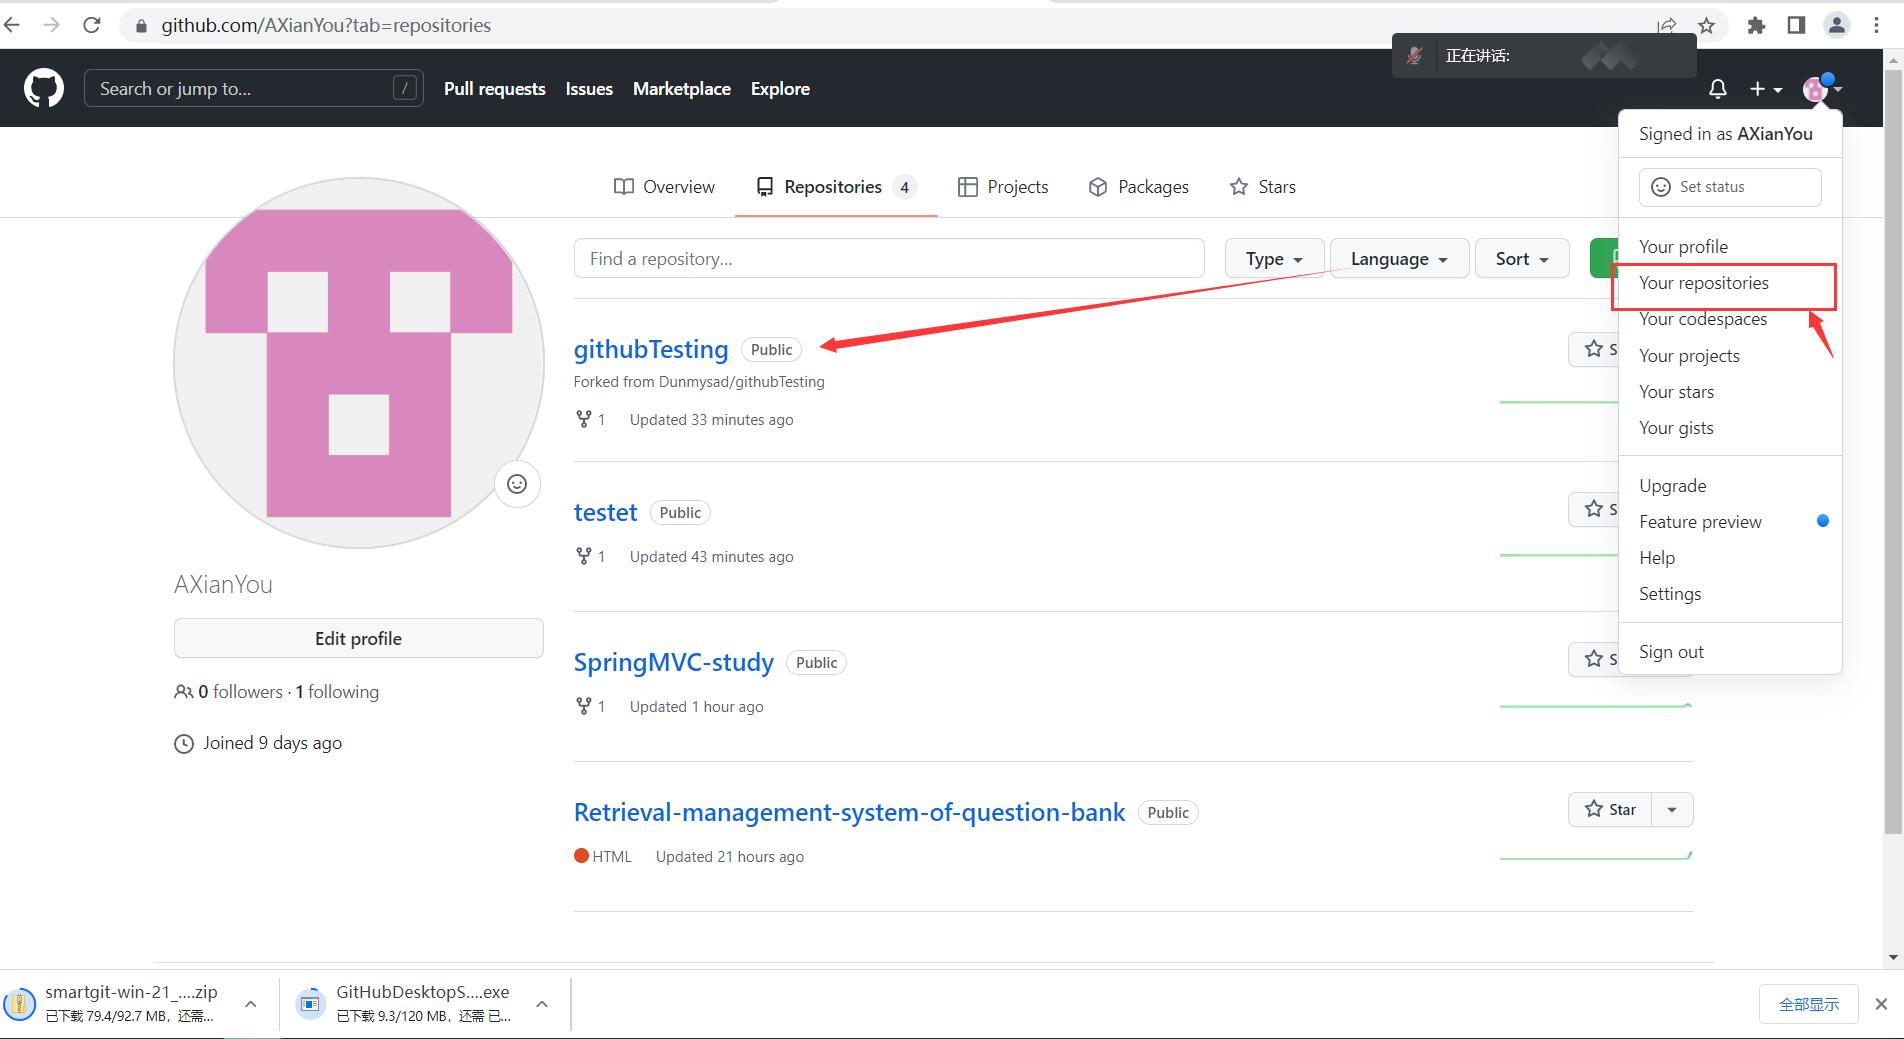 github.com/AXianYou?tab=repositories
正在讲话:
Search or jump to...
/
Pull requests
Issues
Marketplace
Explore
Signed in as AXianYou
Set status
Your profile
Your repositories
Your codespaces
Your projects
Your stars
Your gists
Upgrade
Feature preview
Help
Settings
Sign out
Overview
Repositories 4
Projects
Packages
Stars
Find a repository...
Type
Language
Sort
githubTesting Public
S
Forked from Dunmysad/githubTesting
1 Updated 33 minutes ago
testet Public
S
1 Updated 43 minutes ago
SpringMVC-study Public
S
1 Updated 1 hour ago
Retrieval-management-system-of-question-bank Public
Star
HTML Updated 21 hours ago
AXianYou
Edit profile
0 followers · 1 following
Joined 9 days ago
smartgit-win-21_....zip
已下载 79.4/92.7 MB，还需...
GitHubDesktopS....exe
已下载 9.3/120 MB，还需 已...
全部显示